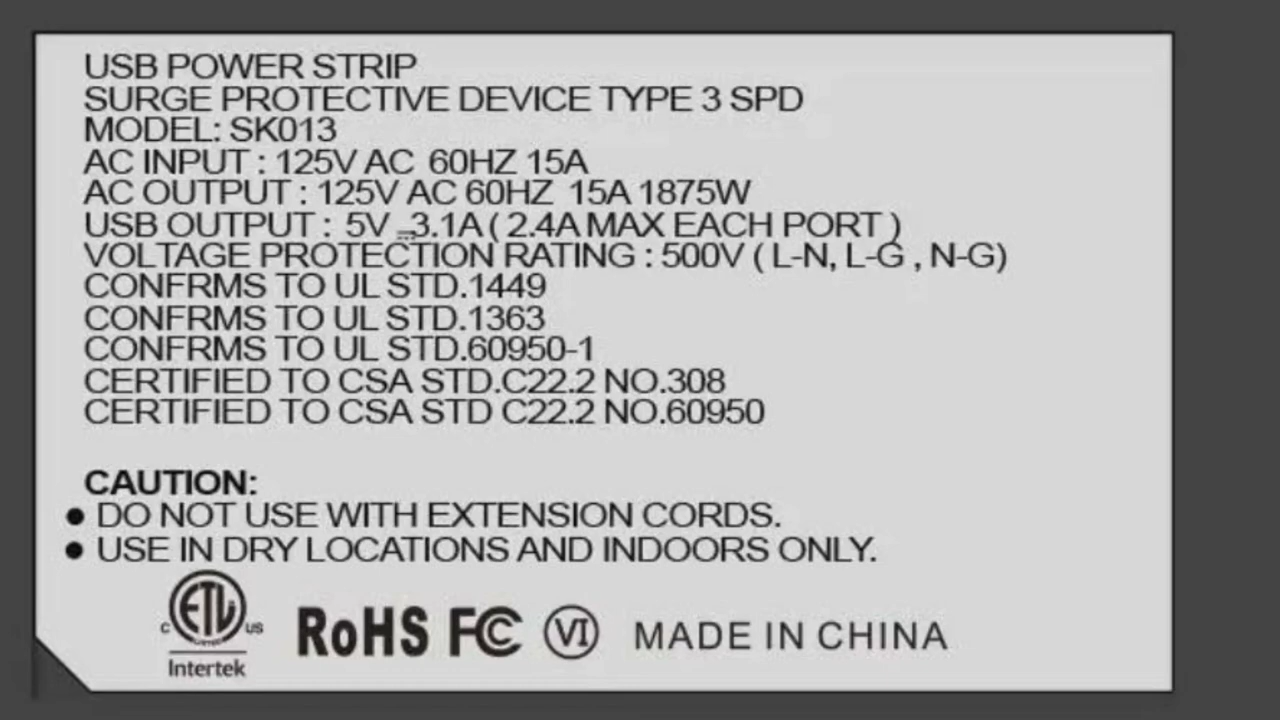 USB POWER STRIP
SURGE PROTECTIVE DEVICE TYPE 3 SPD
MODEL: SK013
AC INPUT : 125V AC 60HZ 15A
AC OUTPUT : 125V AC 60HZ 15A 1875W
USB OUTPUT : 5V ⎓3.1A ( 2.4A MAX EACH PORT )
VOLTAGE PROTECTION RATING : 500V ( L-N, L-G , N-G)
CONFRMS TO UL STD.1449
CONFRMS TO UL STD.1363
CONFRMS TO UL STD.60950-1
CERTIFIED TO CSA STD.C22.2 NO.308
CERTIFIED TO CSA STD C22.2 NO.60950
CAUTION:
● DO NOT USE WITH EXTENSION CORDS.
● USE IN DRY LOCATIONS AND INDOORS ONLY.
C ETL US
Intertek
RoHS FC VI MADE IN CHINA